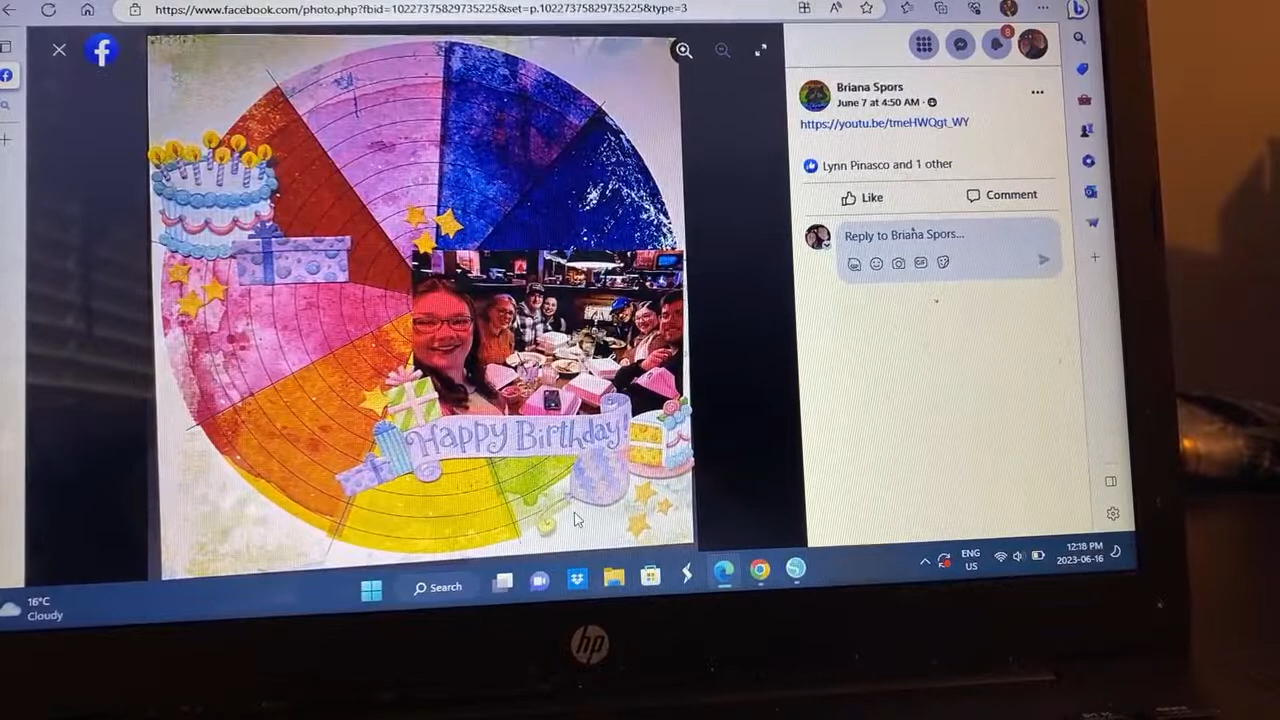 https://www.facebook.com/photo.php?fbid=10227375829735225&set=p.10227375829735225&type=3
Briana Spors
June 7 at 4:50 AM
https://youtu.be/tmeHWQgt_WY
Lynn Pinasco and 1 other
Like
Comment
Reply to Briana Spors...
GIF
8
Happy Birthday!
16°C
Cloudy
Search
ENG
US
12:18 PM
2023-06-16
hp